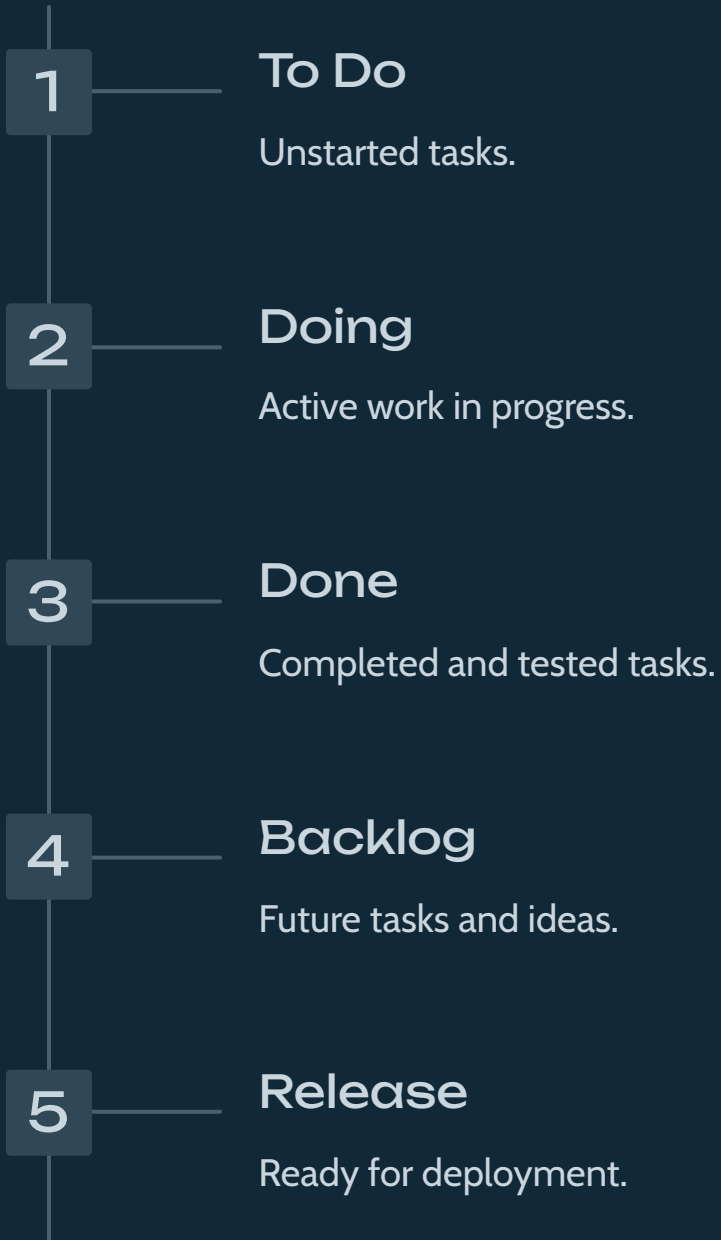 1
To Do
Unstarted tasks.
2
Doing
Active work in progress.
3
Done
Completed and tested tasks.
4
Backlog
Future tasks and ideas.
5
Release
Ready for deployment.